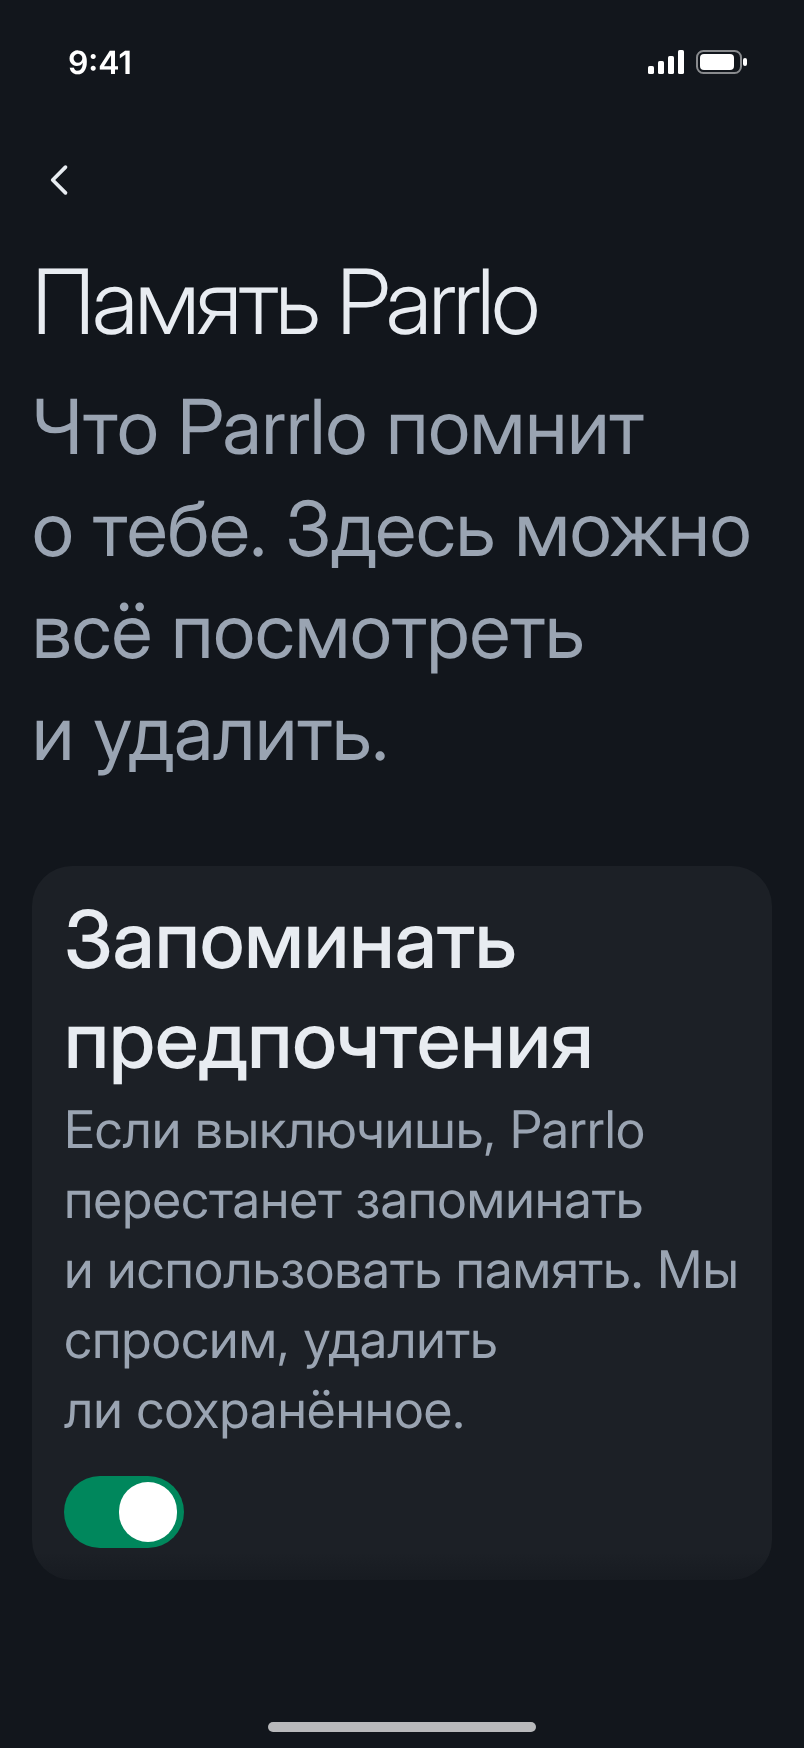 9:41
Память Parrlo
Что Parrlo помнит
о тебе. Здесь можно
всё посмотреть
и удалить.
Запоминать
предпочтения
Если выключишь, Parrlo
перестанет запоминать
и использовать память. Мы
спросим, удалить
ли сохранённое.